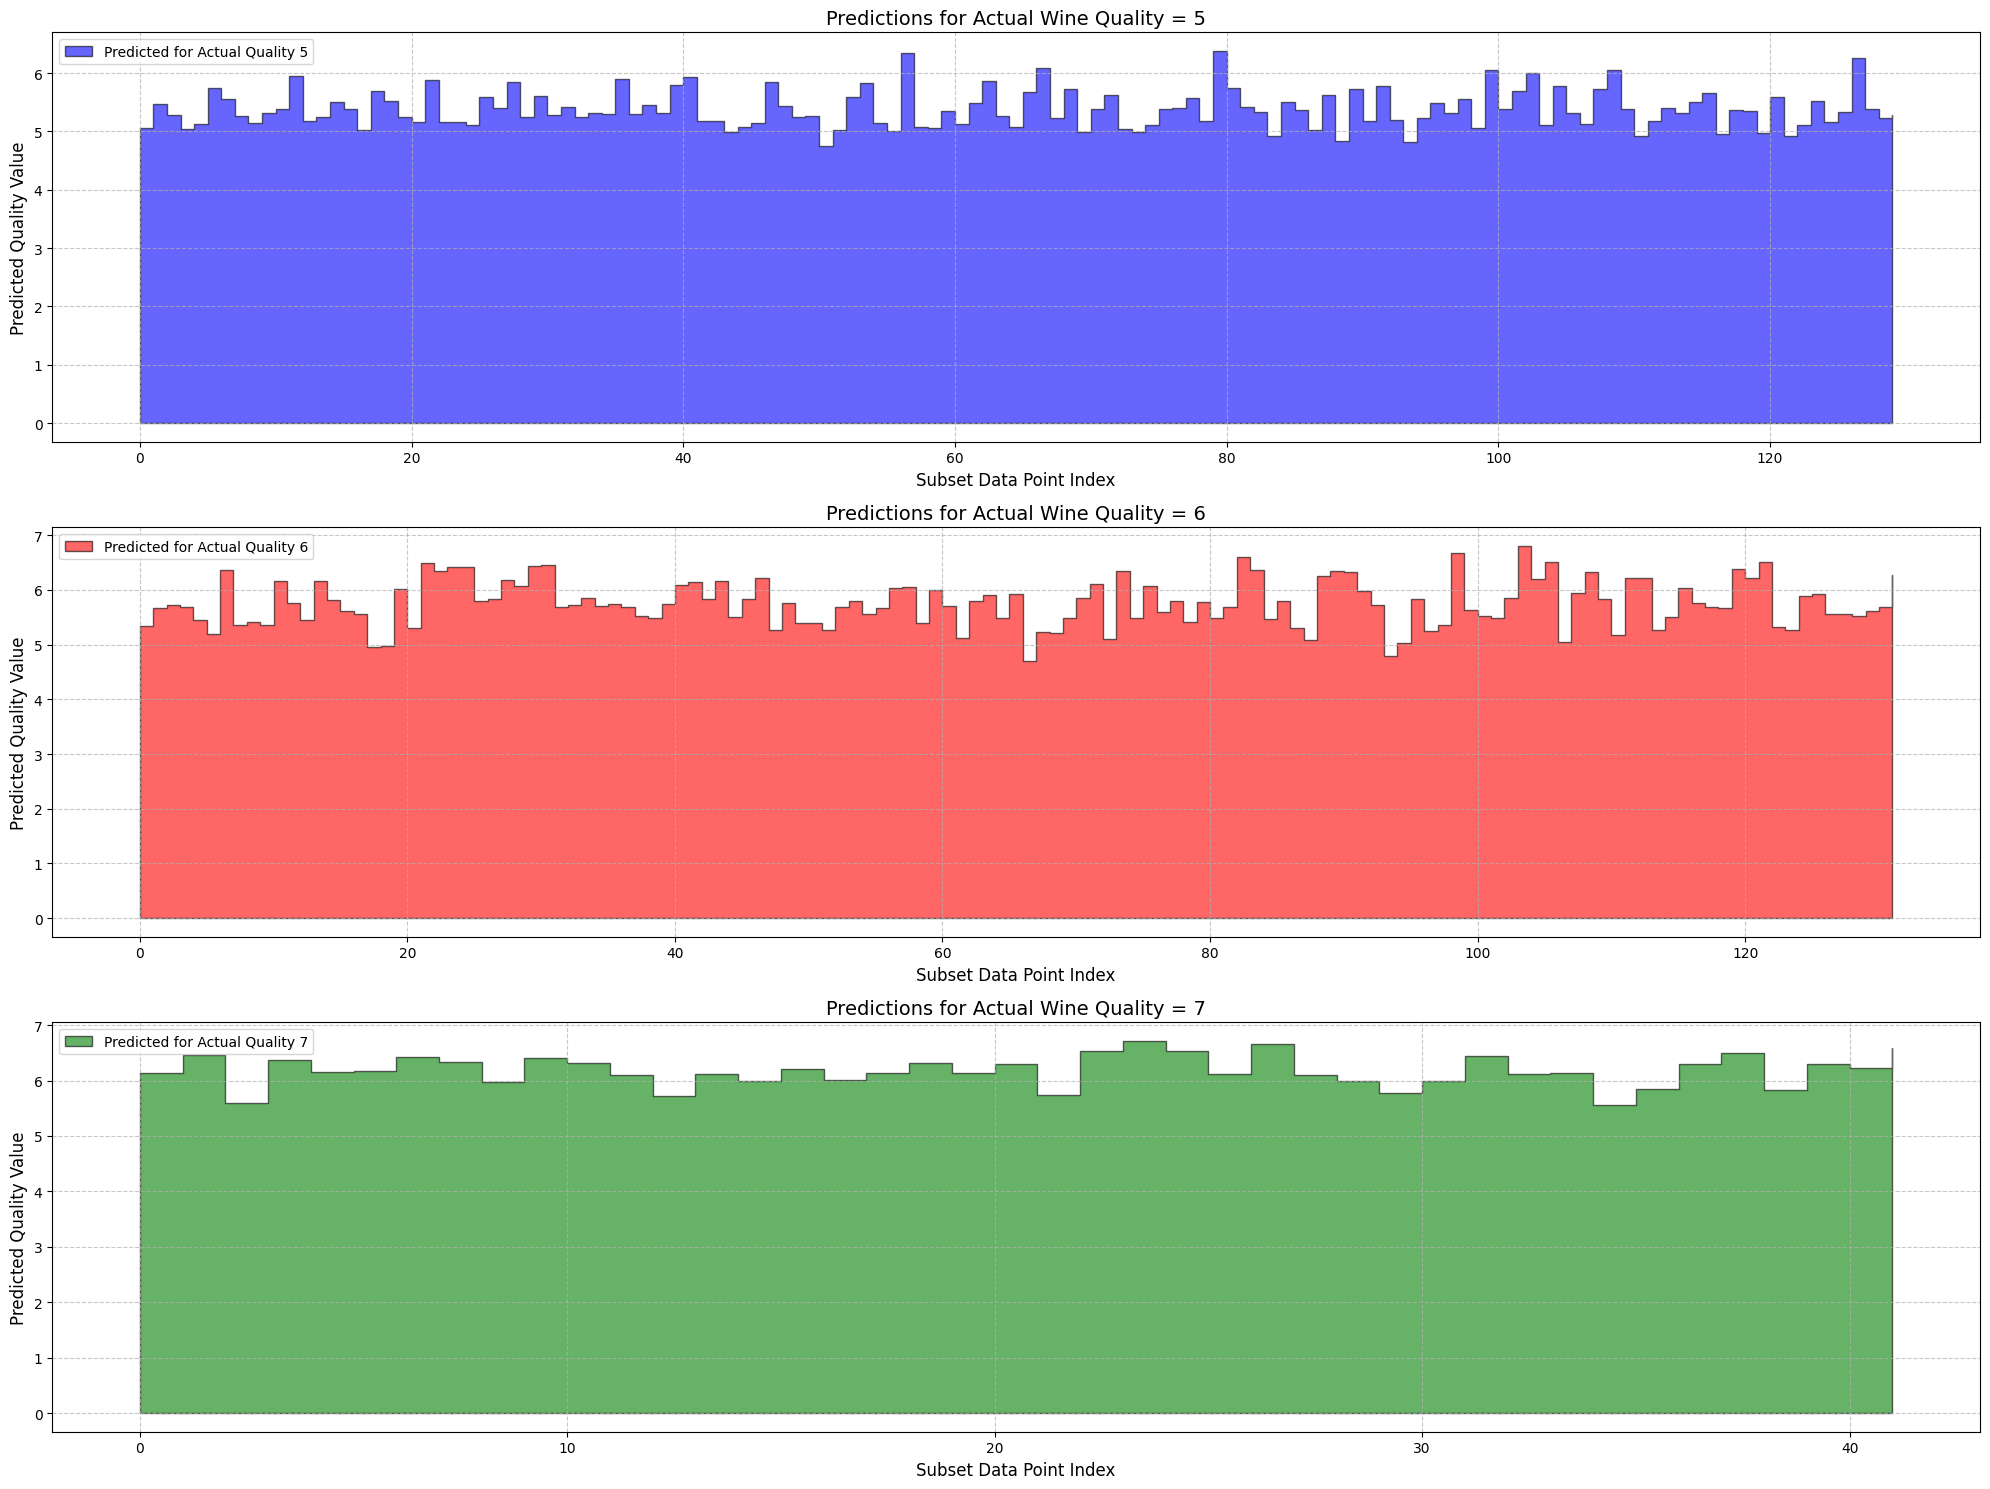 Predictions for Actual Wine Quality = 5
Predicted for Actual Quality 5
Predicted Quality Value
6
5
4
3
2
1
0
0 20 40 60 80 100 120
Subset Data Point Index
Predictions for Actual Wine Quality = 6
Predicted for Actual Quality 6
Predicted Quality Value
7
6
5
4
3
2
1
0
0 20 40 60 80 100 120
Subset Data Point Index
Predictions for Actual Wine Quality = 7
Predicted for Actual Quality 7
Predicted Quality Value
7
6
5
4
3
2
1
0
0 10 20 30 40
Subset Data Point Index